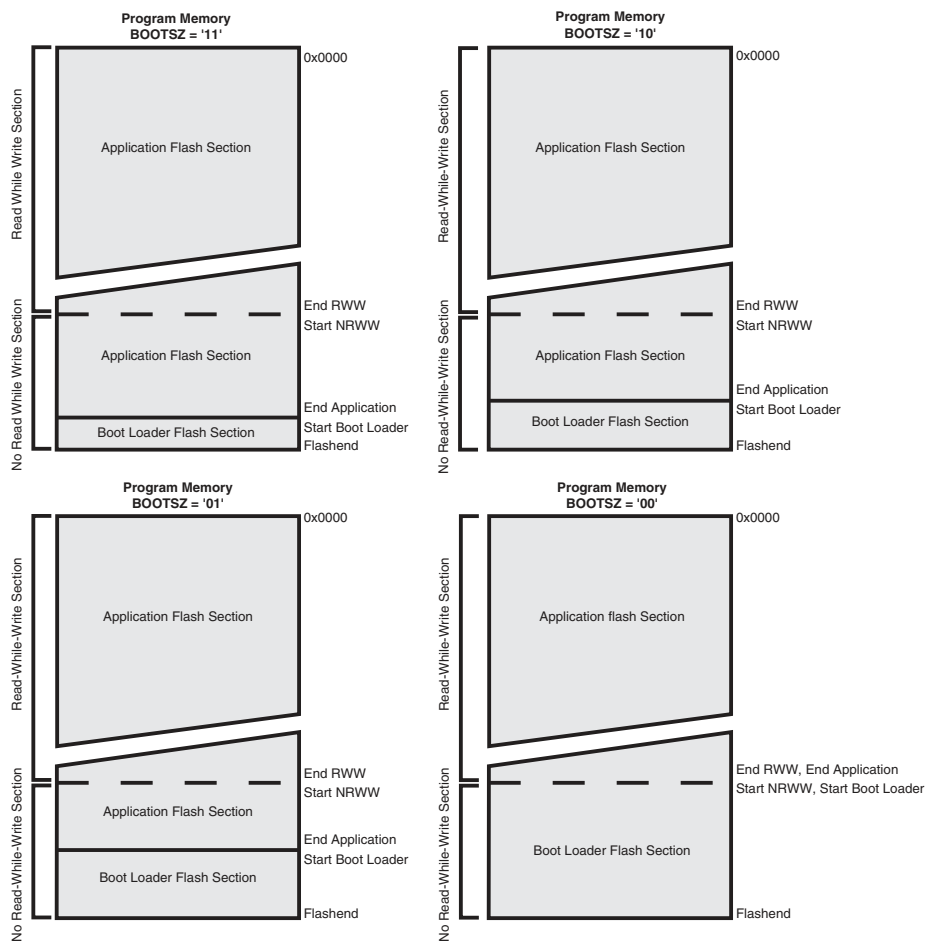 Program Memory
BOOTSZ = '11'
0x0000
Read While Write Section
Application Flash Section
End RWW
Start NRWW
No Read While Write Section
Application Flash Section
End Application
Start Boot Loader
Boot Loader Flash Section
Flashend
Program Memory
BOOTSZ = '10'
0x0000
Read-While-Write Section
Application Flash Section
End RWW
Start NRWW
No Read-While-Write Section
Application Flash Section
End Application
Start Boot Loader
Boot Loader Flash Section
Flashend
Program Memory
BOOTSZ = '01'
0x0000
Read-While-Write Section
Application Flash Section
End RWW
Start NRWW
No Read-While-Write Section
Application Flash Section
End Application
Start Boot Loader
Boot Loader Flash Section
Flashend
Program Memory
BOOTSZ = '00'
0x0000
Read-While-Write Section
Application flash Section
End RWW, End Application
Start NRWW, Start Boot Loader
No Read-While-Write Section
Boot Loader Flash Section
Flashend